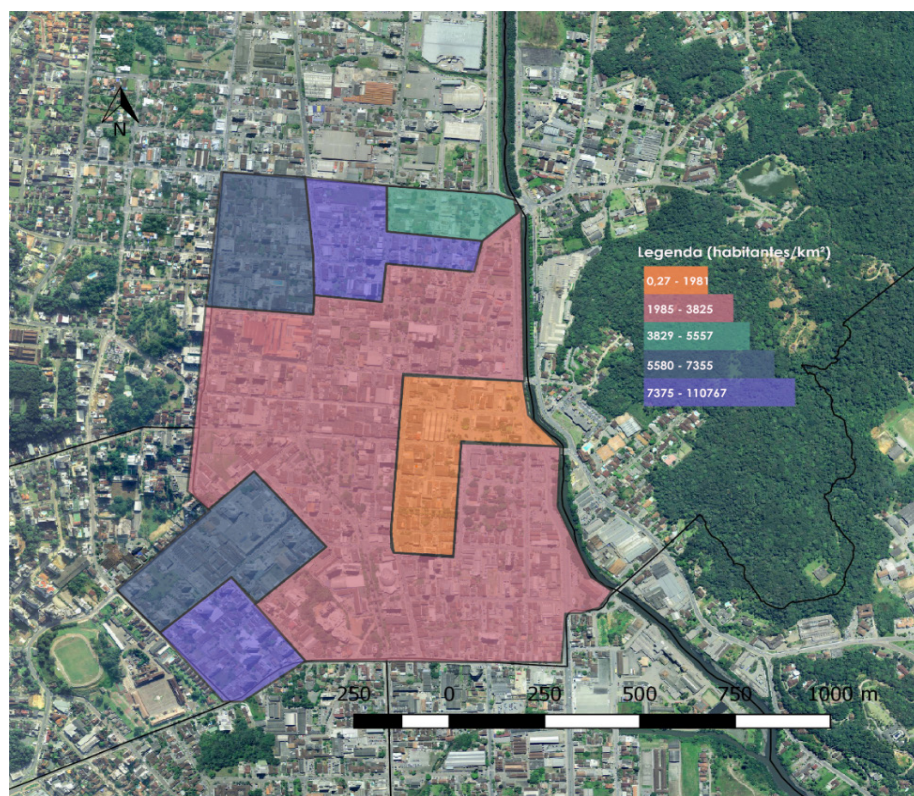 N
Legenda (habitantes/km²)
0,27 - 1981
1985 - 3825
3829 - 5557
5580 - 7355
7375 - 110767
250 0 250 500 750 1000 m